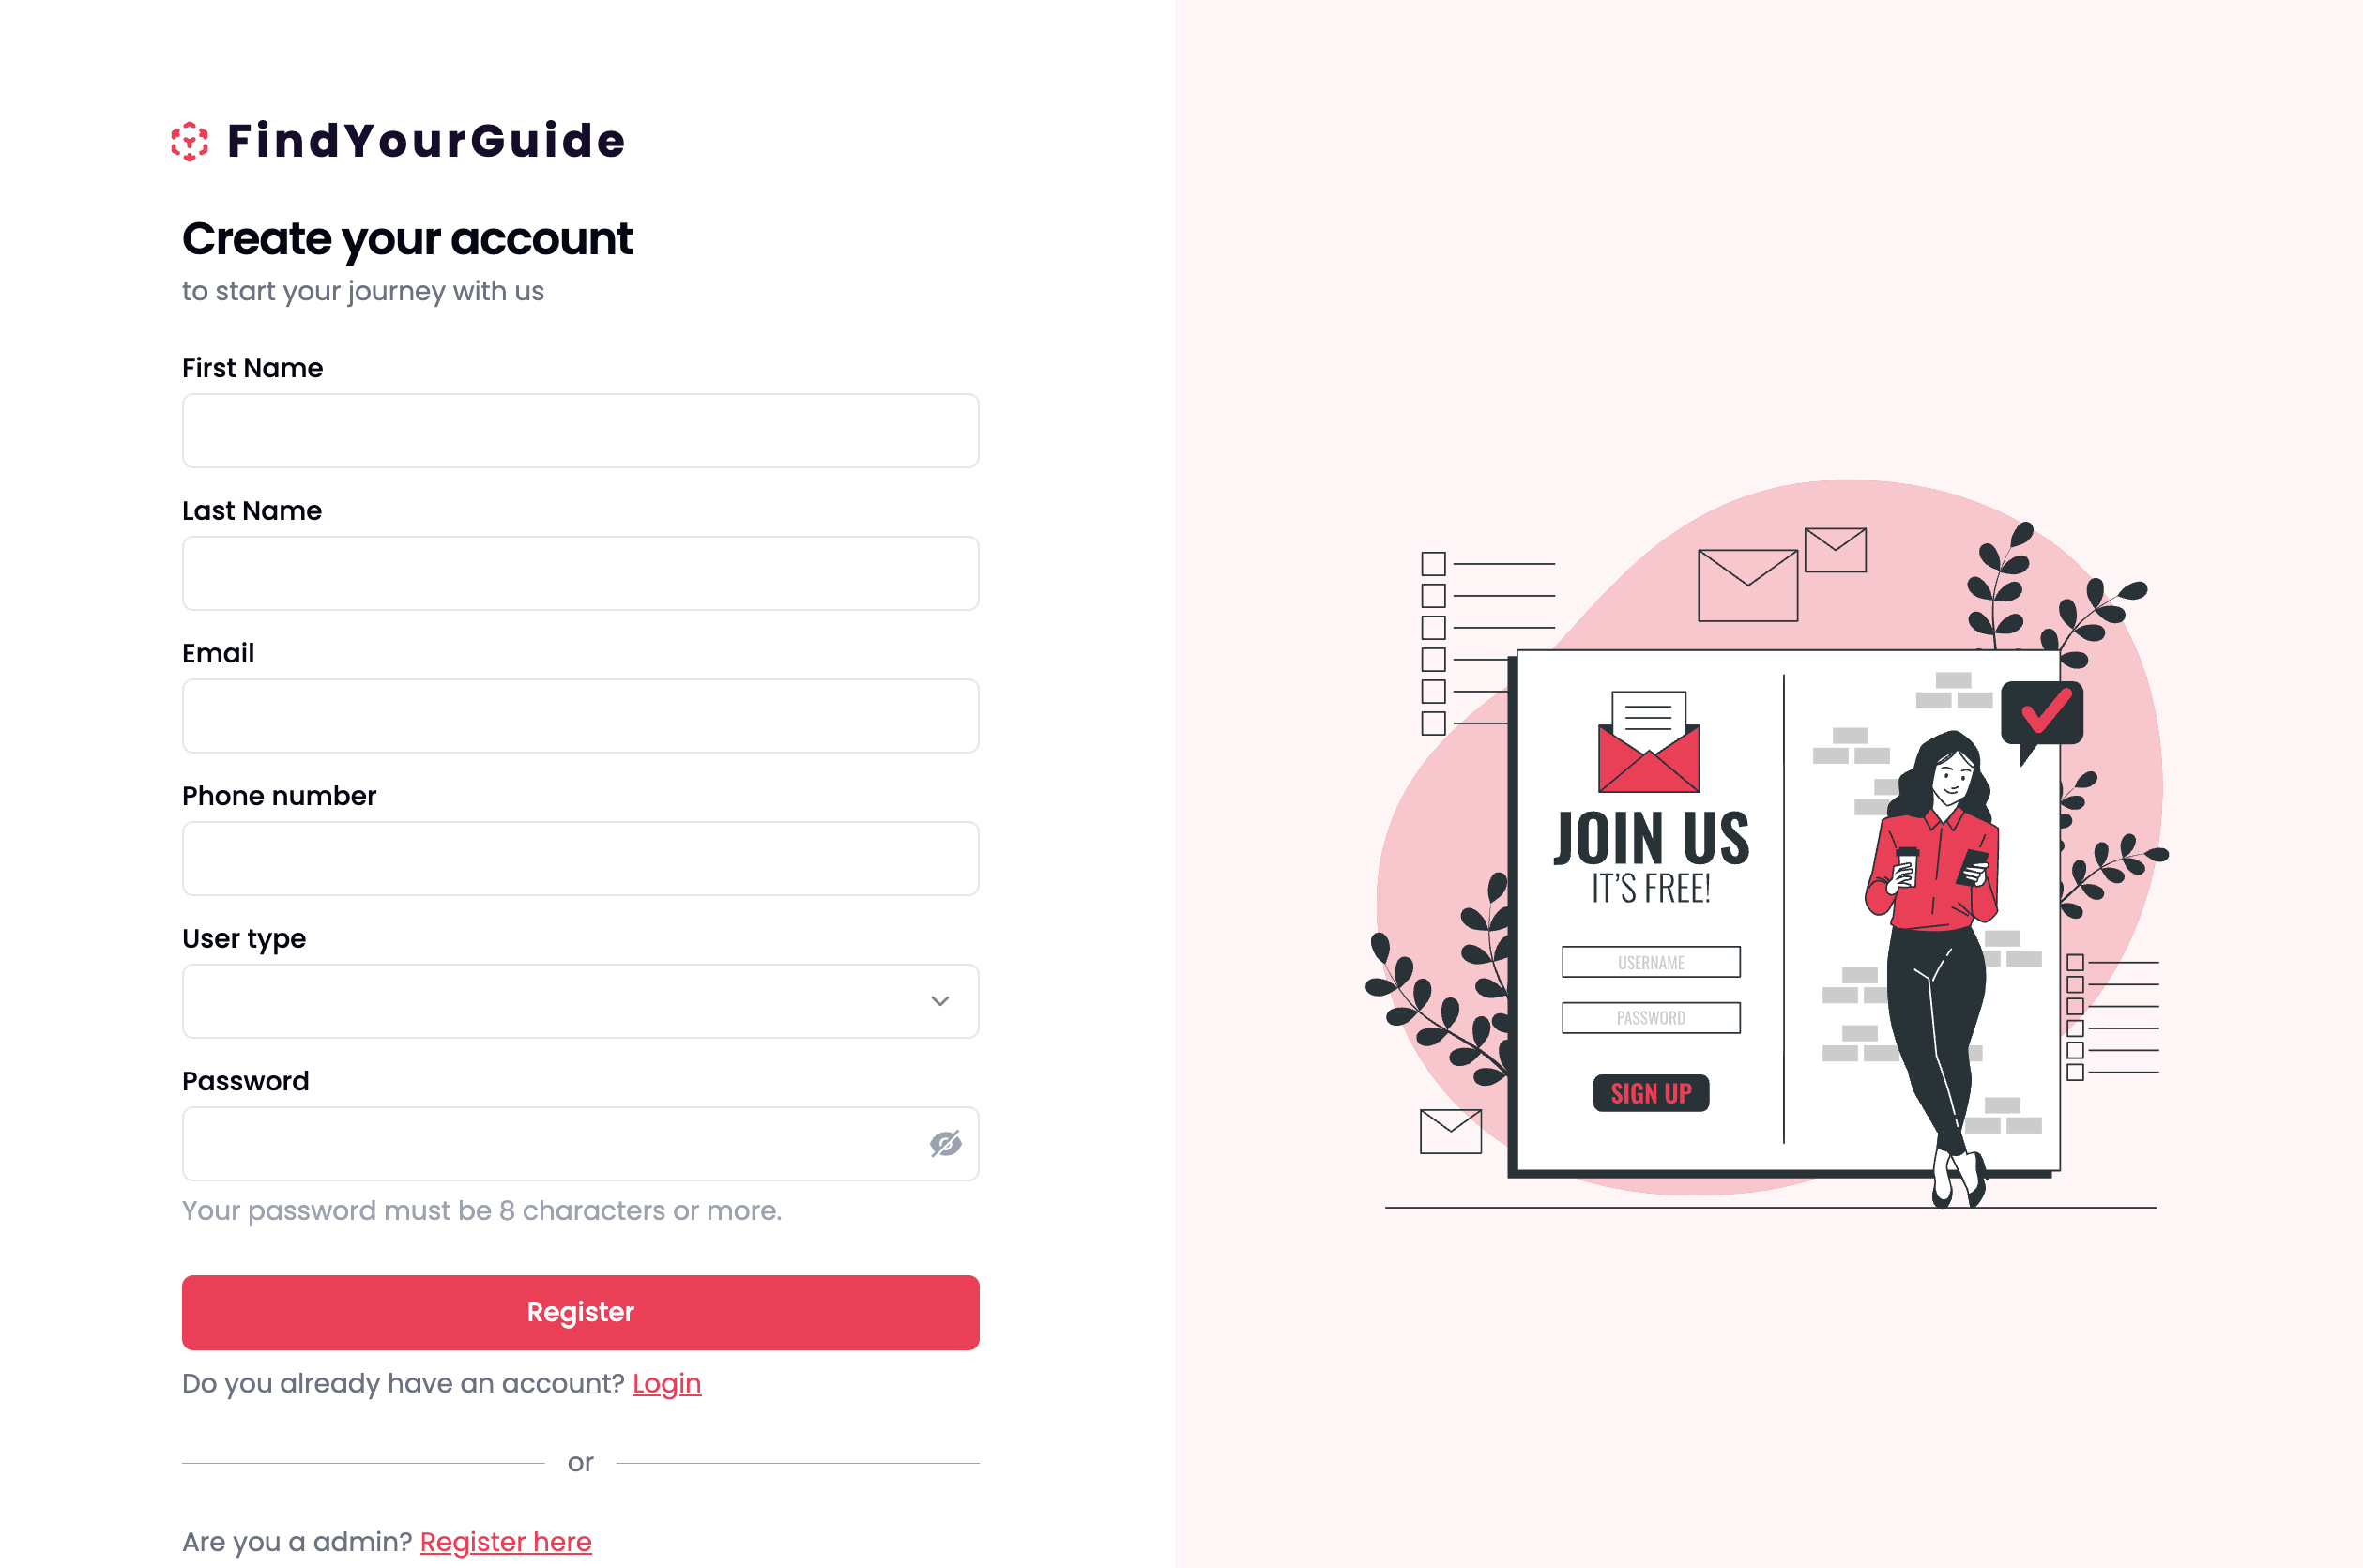 FindYourGuide
Create your account
to start your journey with us
First Name
Last Name
Email
Phone number
User type
Password
Your password must be 8 characters or more.
Register
Do you already have an account? Login
or
Are you a admin? Register here
JOIN US
IT'S FREE!
USERNAME
PASSWORD
SIGN UP